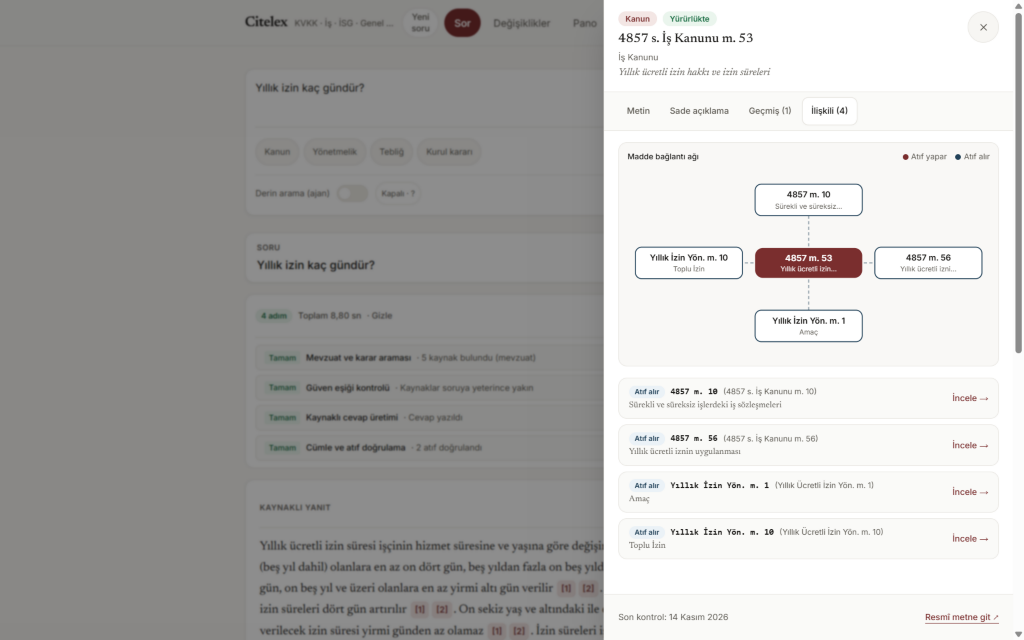 Citelex KVKK · İş · İSG · Genel ... Yeni soru Sor Değişiklikler Pano
Yıllık izin kaç gündür?
Kanun Yönetmelik Tebliğ Kurul kararı
Derin arama (ajan) Kapalı · ?
SORU
Yıllık izin kaç gündür?
4 adım Toplam 8,80 sn · Gizle
Tamam Mevzuat ve karar araması · 5 kaynak bulundu (mevzuat)
Tamam Güven eşiği kontrolü · Kaynaklar soruya yeterince yakın
Tamam Kaynaklı cevap üretimi · Cevap yazıldı
Tamam Cümle ve atıf doğrulama · 2 atıf doğrulandı
KAYNAKLI YANIT
Yıllık ücretli izin süresi işçinin hizmet süresine ve yaşına göre değişir
(beş yıl dahil) olanlara en az on dört gün, beş yıldan fazla on beş
gün, on beş yıl ve üzeri olanlara en az yirmi altı gün verilir [1] [2] .
izin süreleri dört gün artırılır [1] [2] . On sekiz yaş ve altındaki ile
verilecek izin süresi yirmi günden az olamaz [1] [2] . İzin süreleri
Kanun Yürürlükte
4857 s. İş Kanunu m. 53
İş Kanunu
Yıllık ücretli izin hakkı ve izin süreleri
×
Metin Sade açıklama Geçmiş (1) İlişkili (4)
Madde bağlantı ağı Atıf yapar Atıf alır
4857 m. 10
Sürekli ve süreksiz...
Yıllık İzin Yön. m. 10
Toplu İzin
4857 m. 53
Yıllık ücretli izin...
4857 m. 56
Yıllık ücretli izni...
Yıllık İzin Yön. m. 1
Amaç
Atıf alır 4857 m. 10 (4857 s. İş Kanunu m. 10)
Sürekli ve süreksiz işlerdeki iş sözleşmeleri
İncele →
Atıf alır 4857 m. 56 (4857 s. İş Kanunu m. 56)
Yıllık ücretli iznin uygulanması
İncele →
Atıf alır Yıllık İzin Yön. m. 1 (Yıllık Ücretli İzin Yön. m. 1)
Amaç
İncele →
Atıf alır Yıllık İzin Yön. m. 10 (Yıllık Ücretli İzin Yön. m. 10)
Toplu İzin
İncele →
Son kontrol: 14 Kasım 2026 Resmî metne git ↗